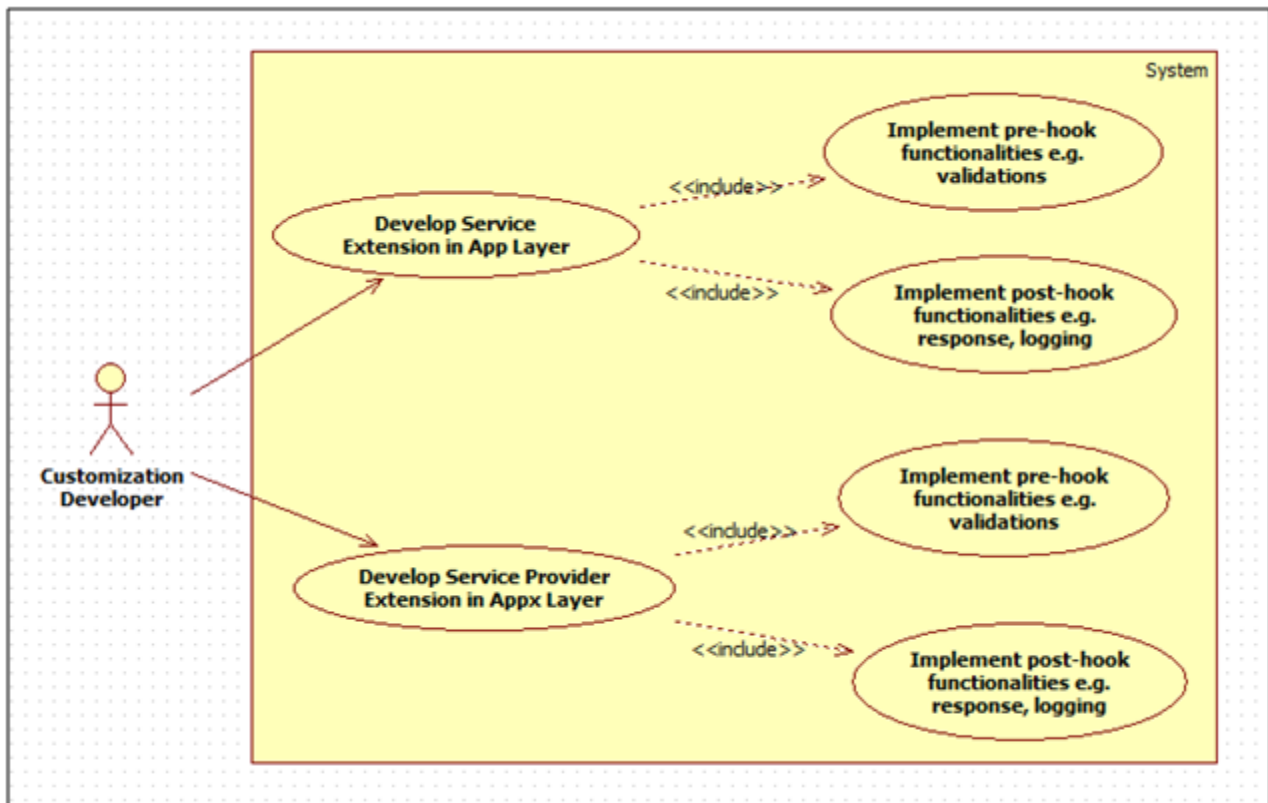 System
Implement pre-hook
functionalities e.g.
validations
<<include>>
Develop Service
Extension in App Layer
<<include>>
Implement post-hook
functionalities e.g.
response, logging
Customization
Developer
Implement pre-hook
functionalities e.g.
validations
<<include>>
Develop Service Provider
Extension in Appx Layer
<<include>>
Implement post-hook
functionalities e.g.
response, logging